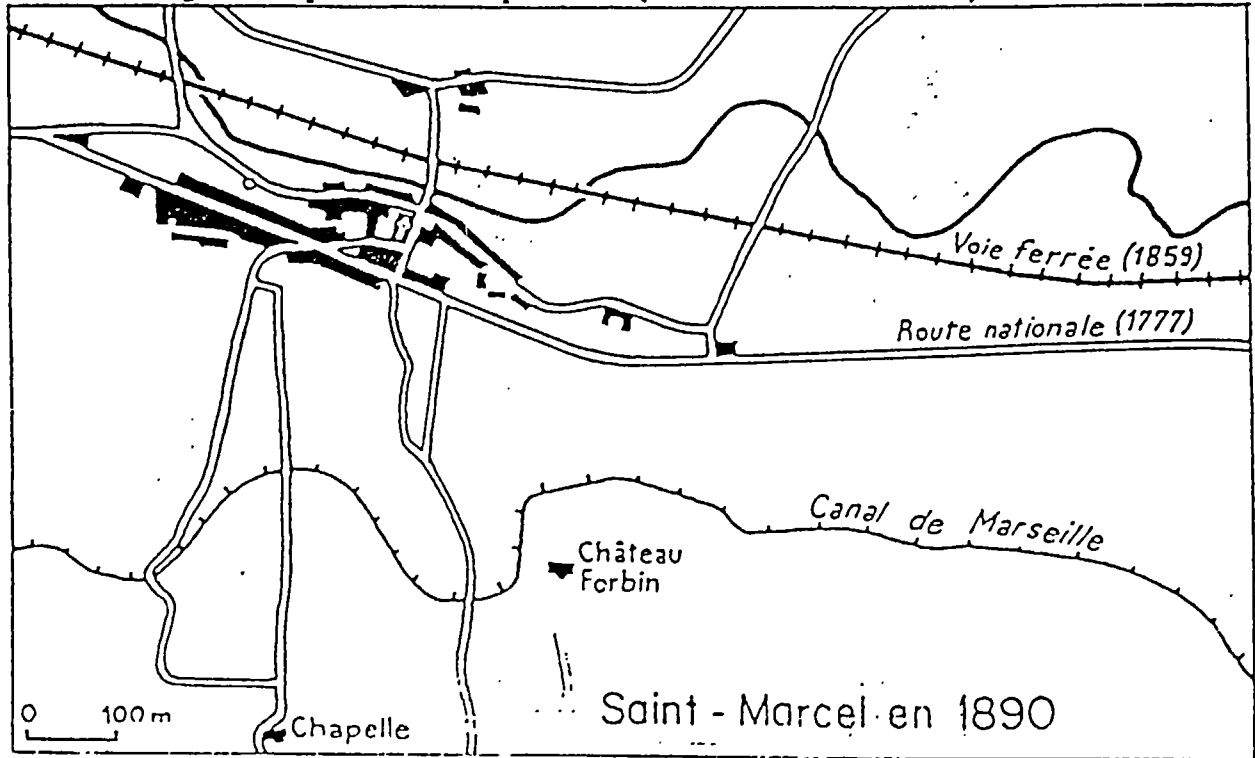 Voie ferrée (1859)
Route nationale (1777)
Canal de Marseille
Château
Forbin
0 100 m
Saint-Marcel en 1890
Chapelle